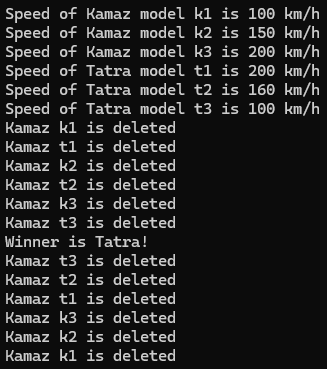 Speed of Kamaz model k1 is 100 km/h
Speed of Kamaz model k2 is 150 km/h
Speed of Kamaz model k3 is 200 km/h
Speed of Tatra model t1 is 200 km/h
Speed of Tatra model t2 is 160 km/h
Speed of Tatra model t3 is 100 km/h
Kamaz k1 is deleted
Kamaz t1 is deleted
Kamaz k2 is deleted
Kamaz t2 is deleted
Kamaz k3 is deleted
Kamaz t3 is deleted
Winner is Tatra!
Kamaz t3 is deleted
Kamaz t2 is deleted
Kamaz t1 is deleted
Kamaz k3 is deleted
Kamaz k2 is deleted
Kamaz k1 is deleted